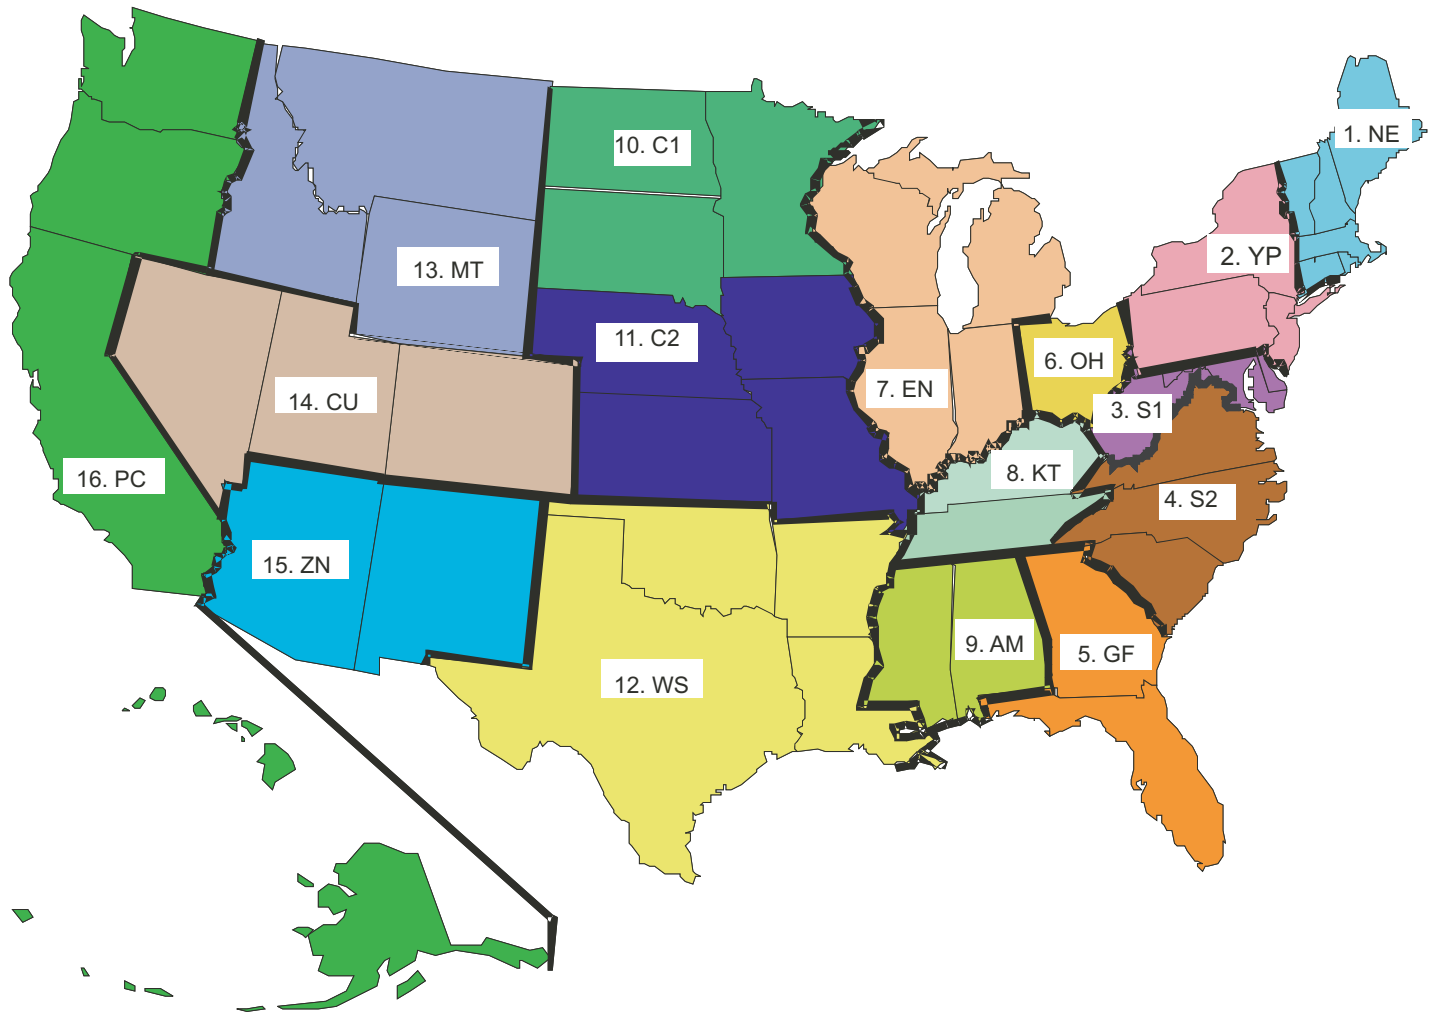 1. NE
2. YP
3. S1
4. S2
5. GF
6. OH
7. EN
8. KT
9. AM
10. C1
11. C2
12. WS
13. MT
14. CU
15. ZN
16. PC